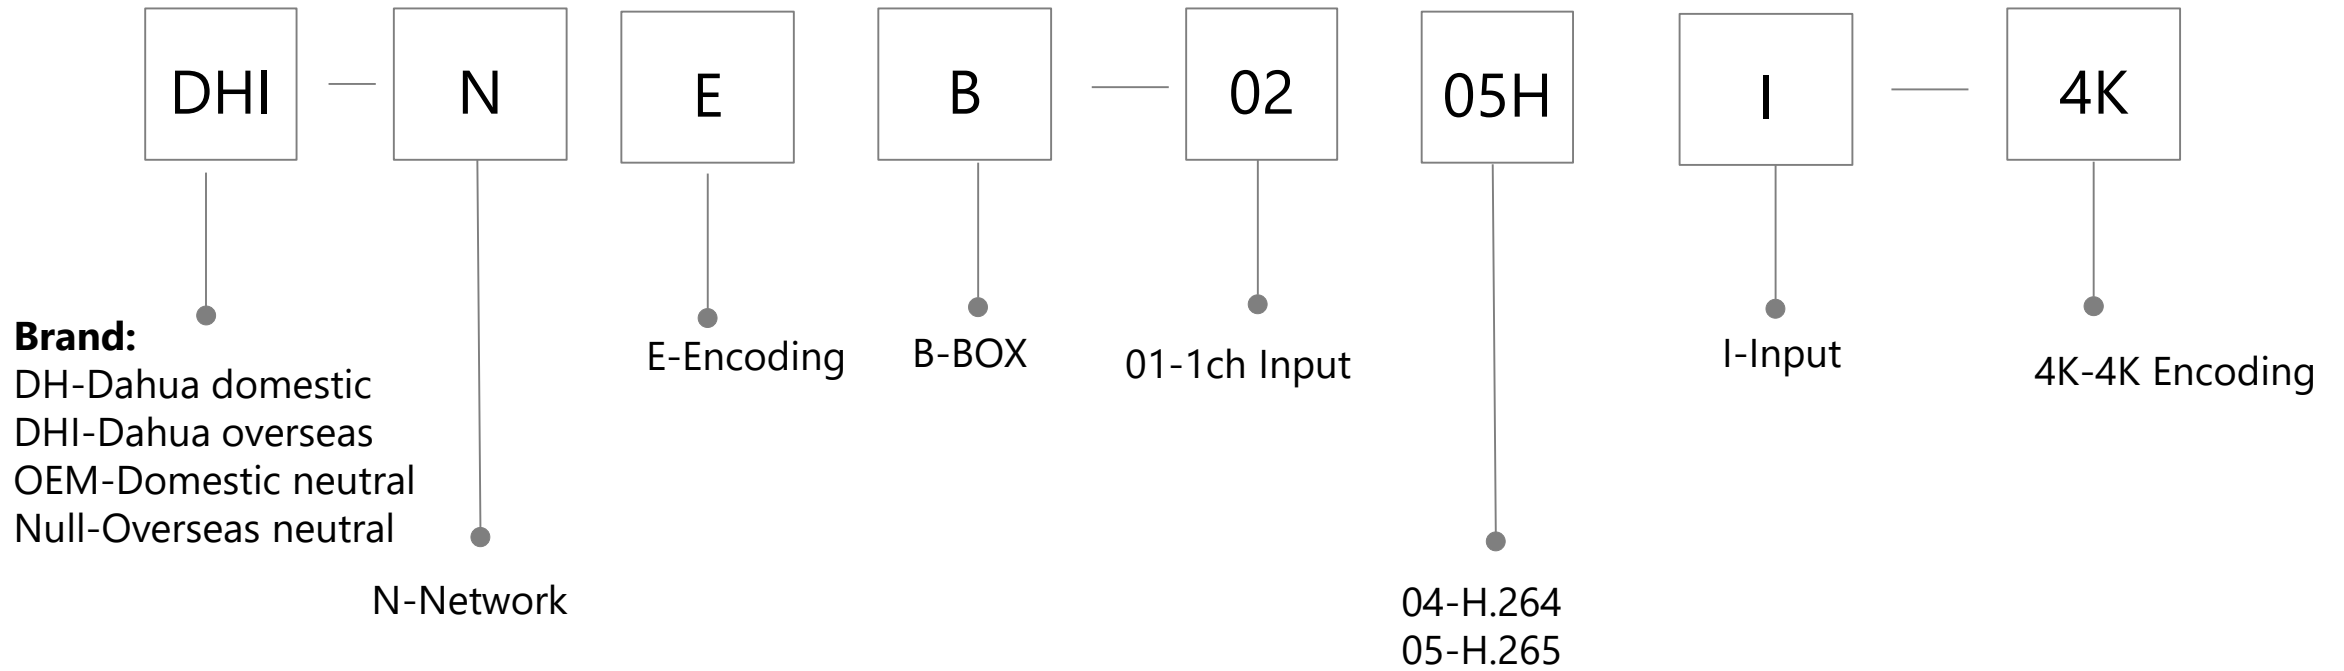 DHI — N E B — 02 05H I — 4K
Brand:
DH-Dahua domestic
DHI-Dahua overseas
OEM-Domestic neutral
Null-Overseas neutral
N-Network
E-Encoding
B-BOX
01-1ch Input
04-H.264
05-H.265
I-Input
4K-4K Encoding